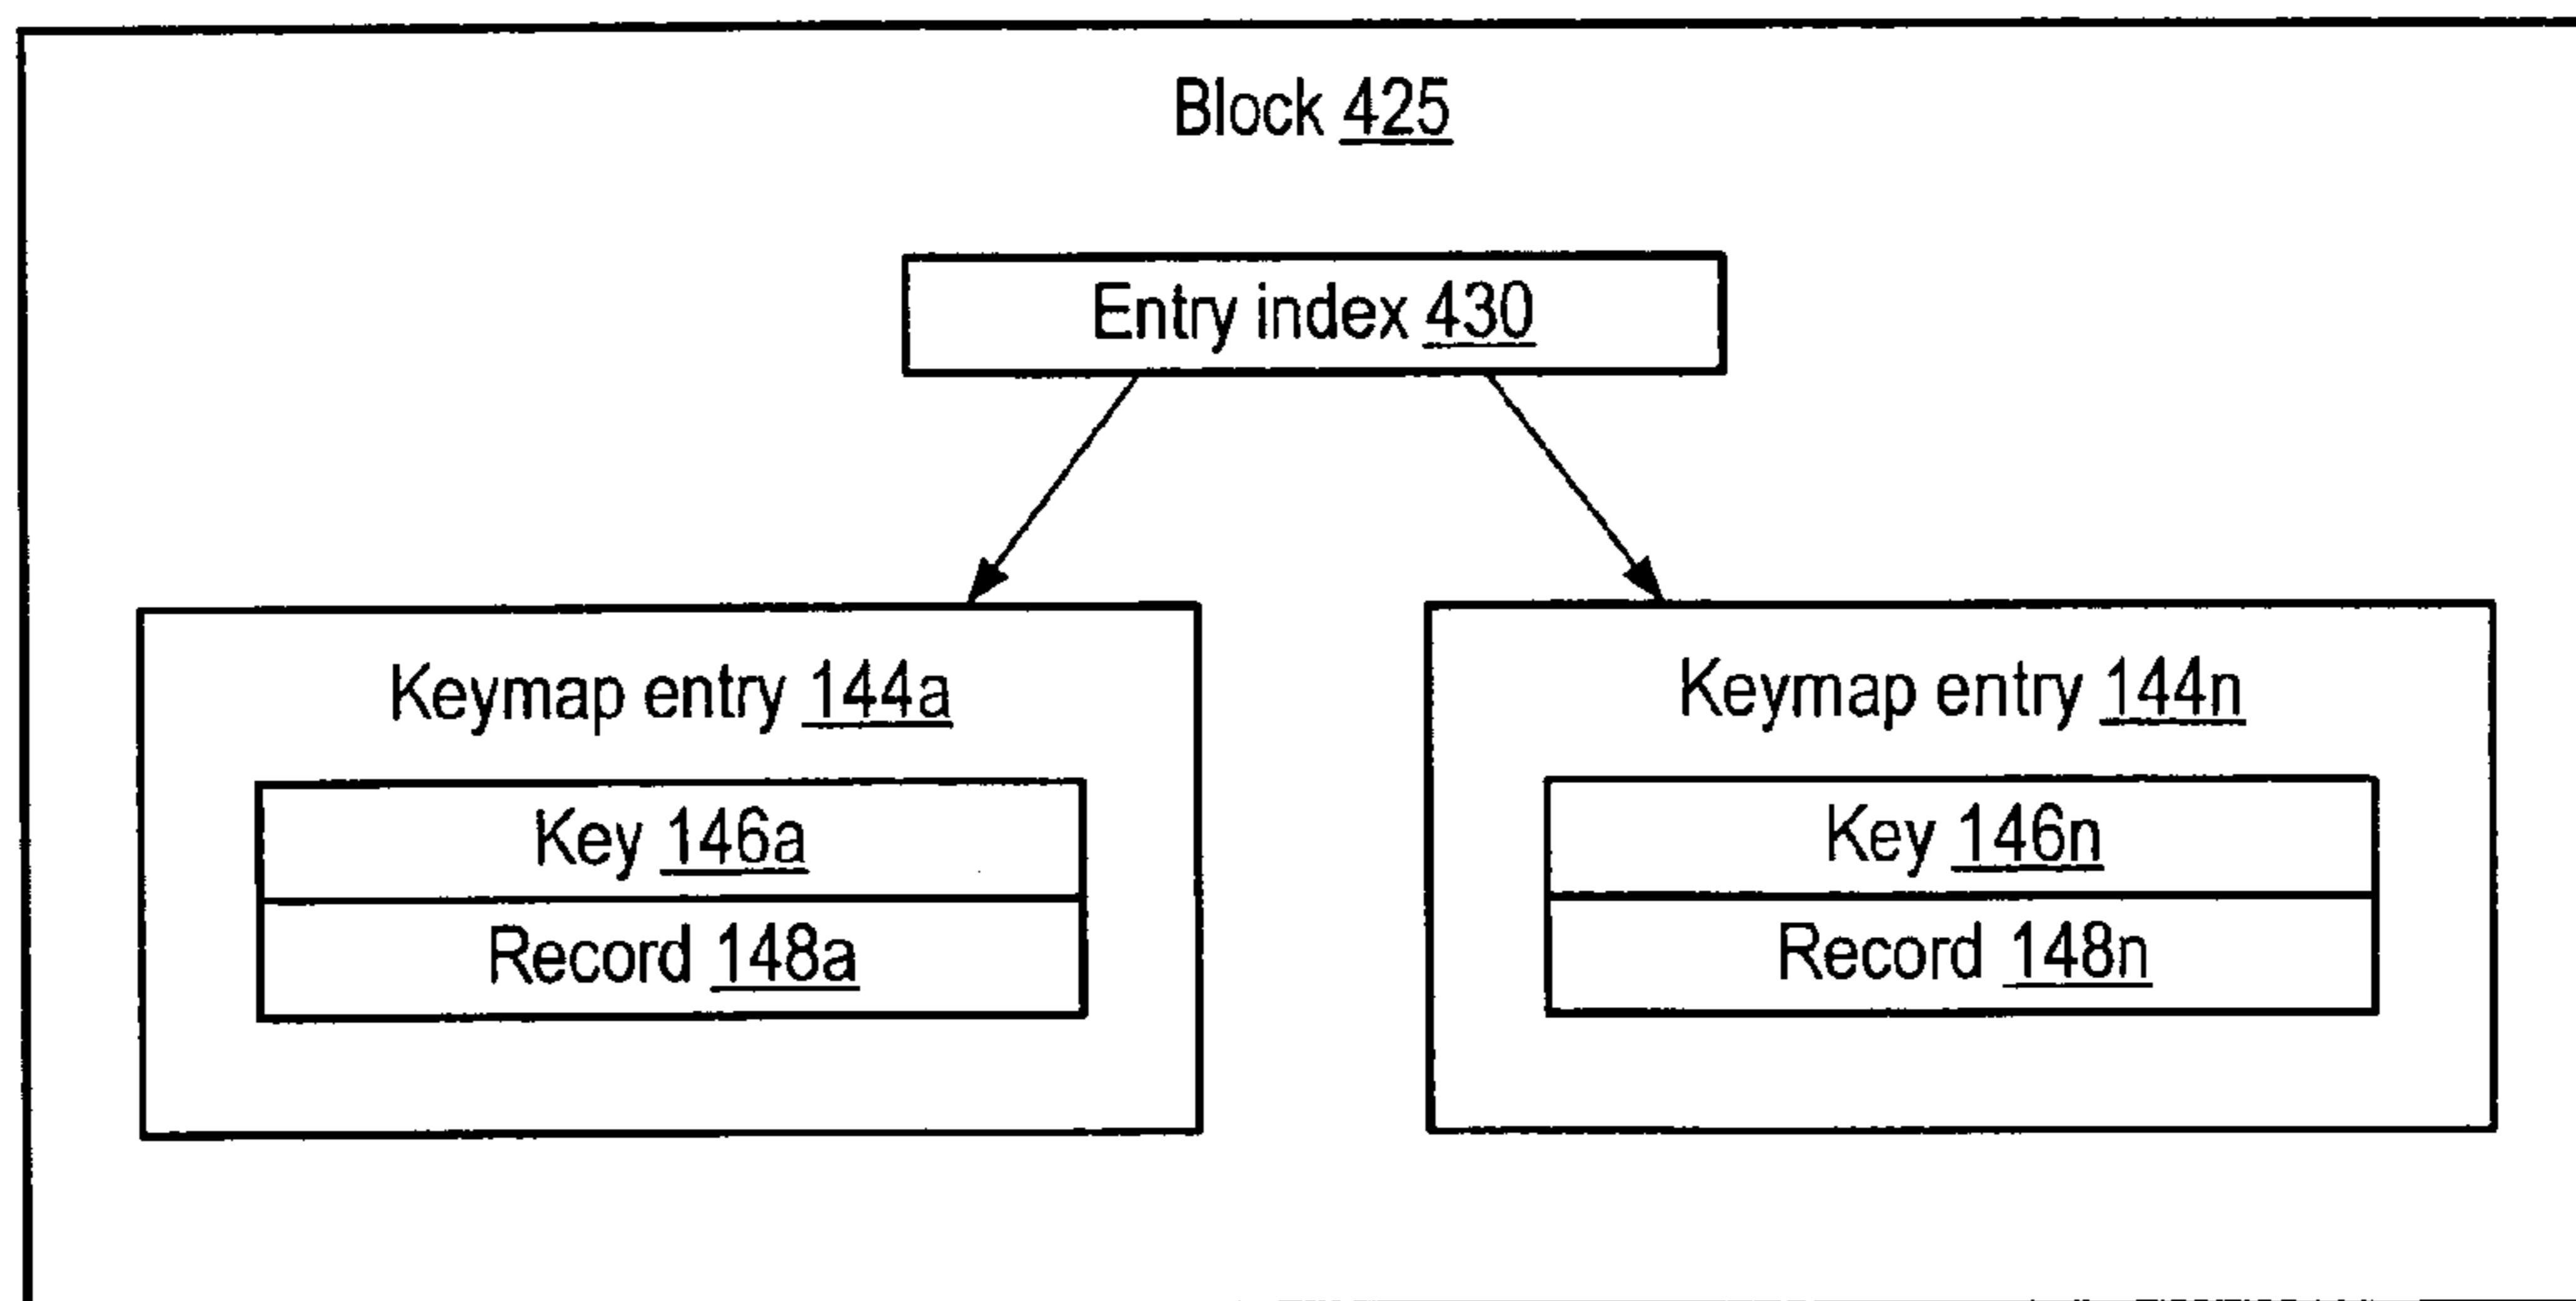 Block 425
Entry index 430
Keymap entry 144a
Key 146a
Record 148a
Keymap entry 144n
Key 146n
Record 148n